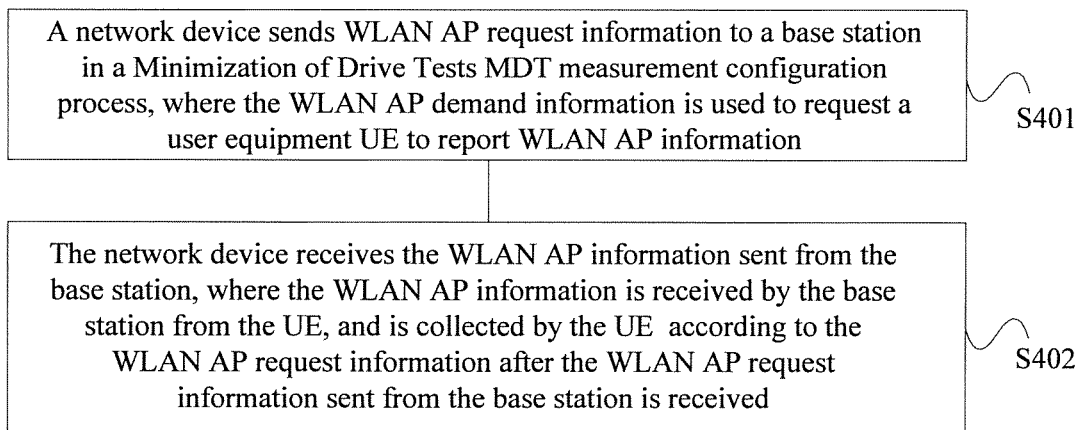 A network device sends WLAN AP request information to a base station
in a Minimization of Drive Tests MDT measurement configuration
process, where the WLAN AP demand information is used to request a
user equipment UE to report WLAN AP information
S401
The network device receives the WLAN AP information sent from the
base station, where the WLAN AP information is received by the base
station from the UE, and is collected by the UE according to the
WLAN AP request information after the WLAN AP request
information sent from the base station is received
S402